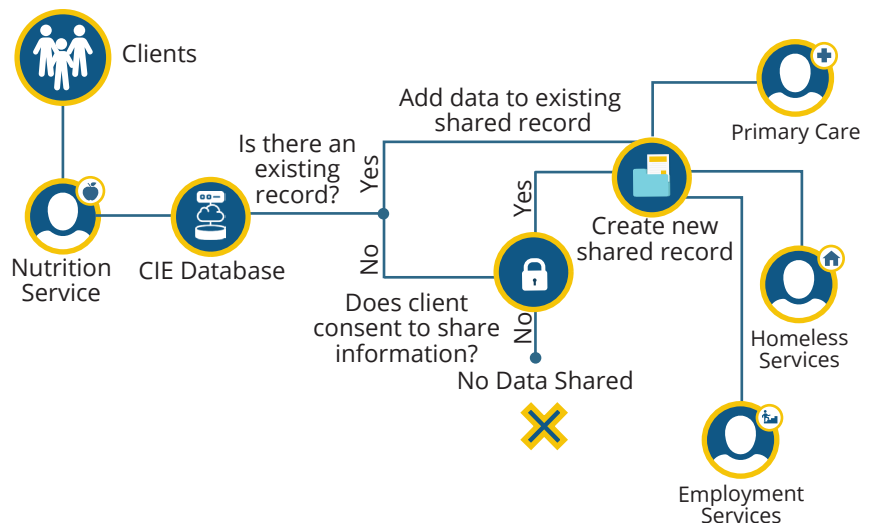 Clients
Add data to existing
shared record
Primary Care
Is there an
existing
record?
Yes
Yes
Create new
shared record
Nutrition
Service
CIE Database
No
Does client
consent to share
information?
No
No Data Shared
Homeless
Services
Employment
Services